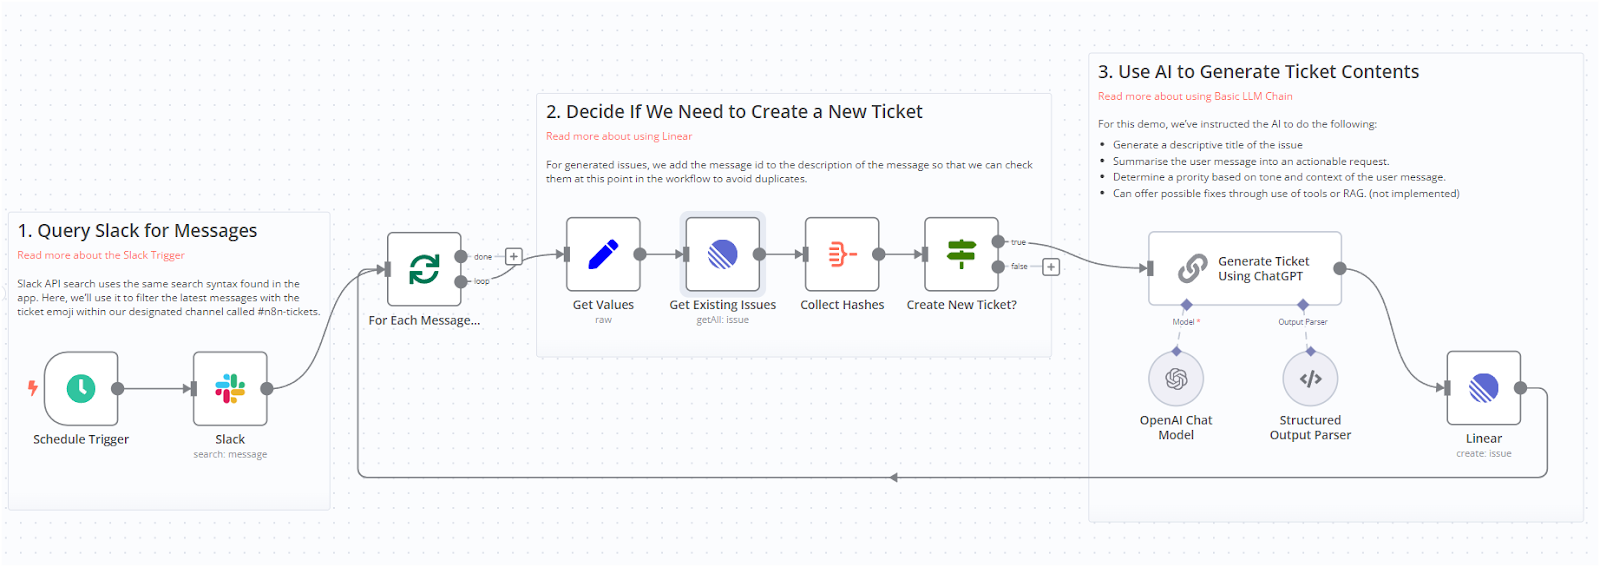 1. Query Slack for Messages
Read more about the Slack Trigger
Slack API search uses the same search syntax found in the
app. Here, we'll use it to filter the latest messages with the
ticket emoji within our designated channel called #n8n-tickets.
Schedule Trigger
Slack
search: message
done
loop
For Each Message...
2. Decide If We Need to Create a New Ticket
Read more about using Linear
For generated issues, we add the message id to the description of the message so that we can check
them at this point in the workflow to avoid duplicates.
Get Values
raw
Get Existing Issues
getAll: issue
Collect Hashes
Create New Ticket?
true
false
3. Use AI to Generate Ticket Contents
Read more about using Basic LLM Chain
For this demo, we've instructed the AI to do the following:
• Generate a descriptive title of the issue
• Summarise the user message into an actionable request.
• Determine a prority based on tone and context of the user message.
• Can offer possible fixes through use of tools or RAG. (not implemented)
Generate Ticket
Using ChatGPT
Model *
Output Parser
OpenAI Chat
Model
Structured
Output Parser
Linear
create: issue